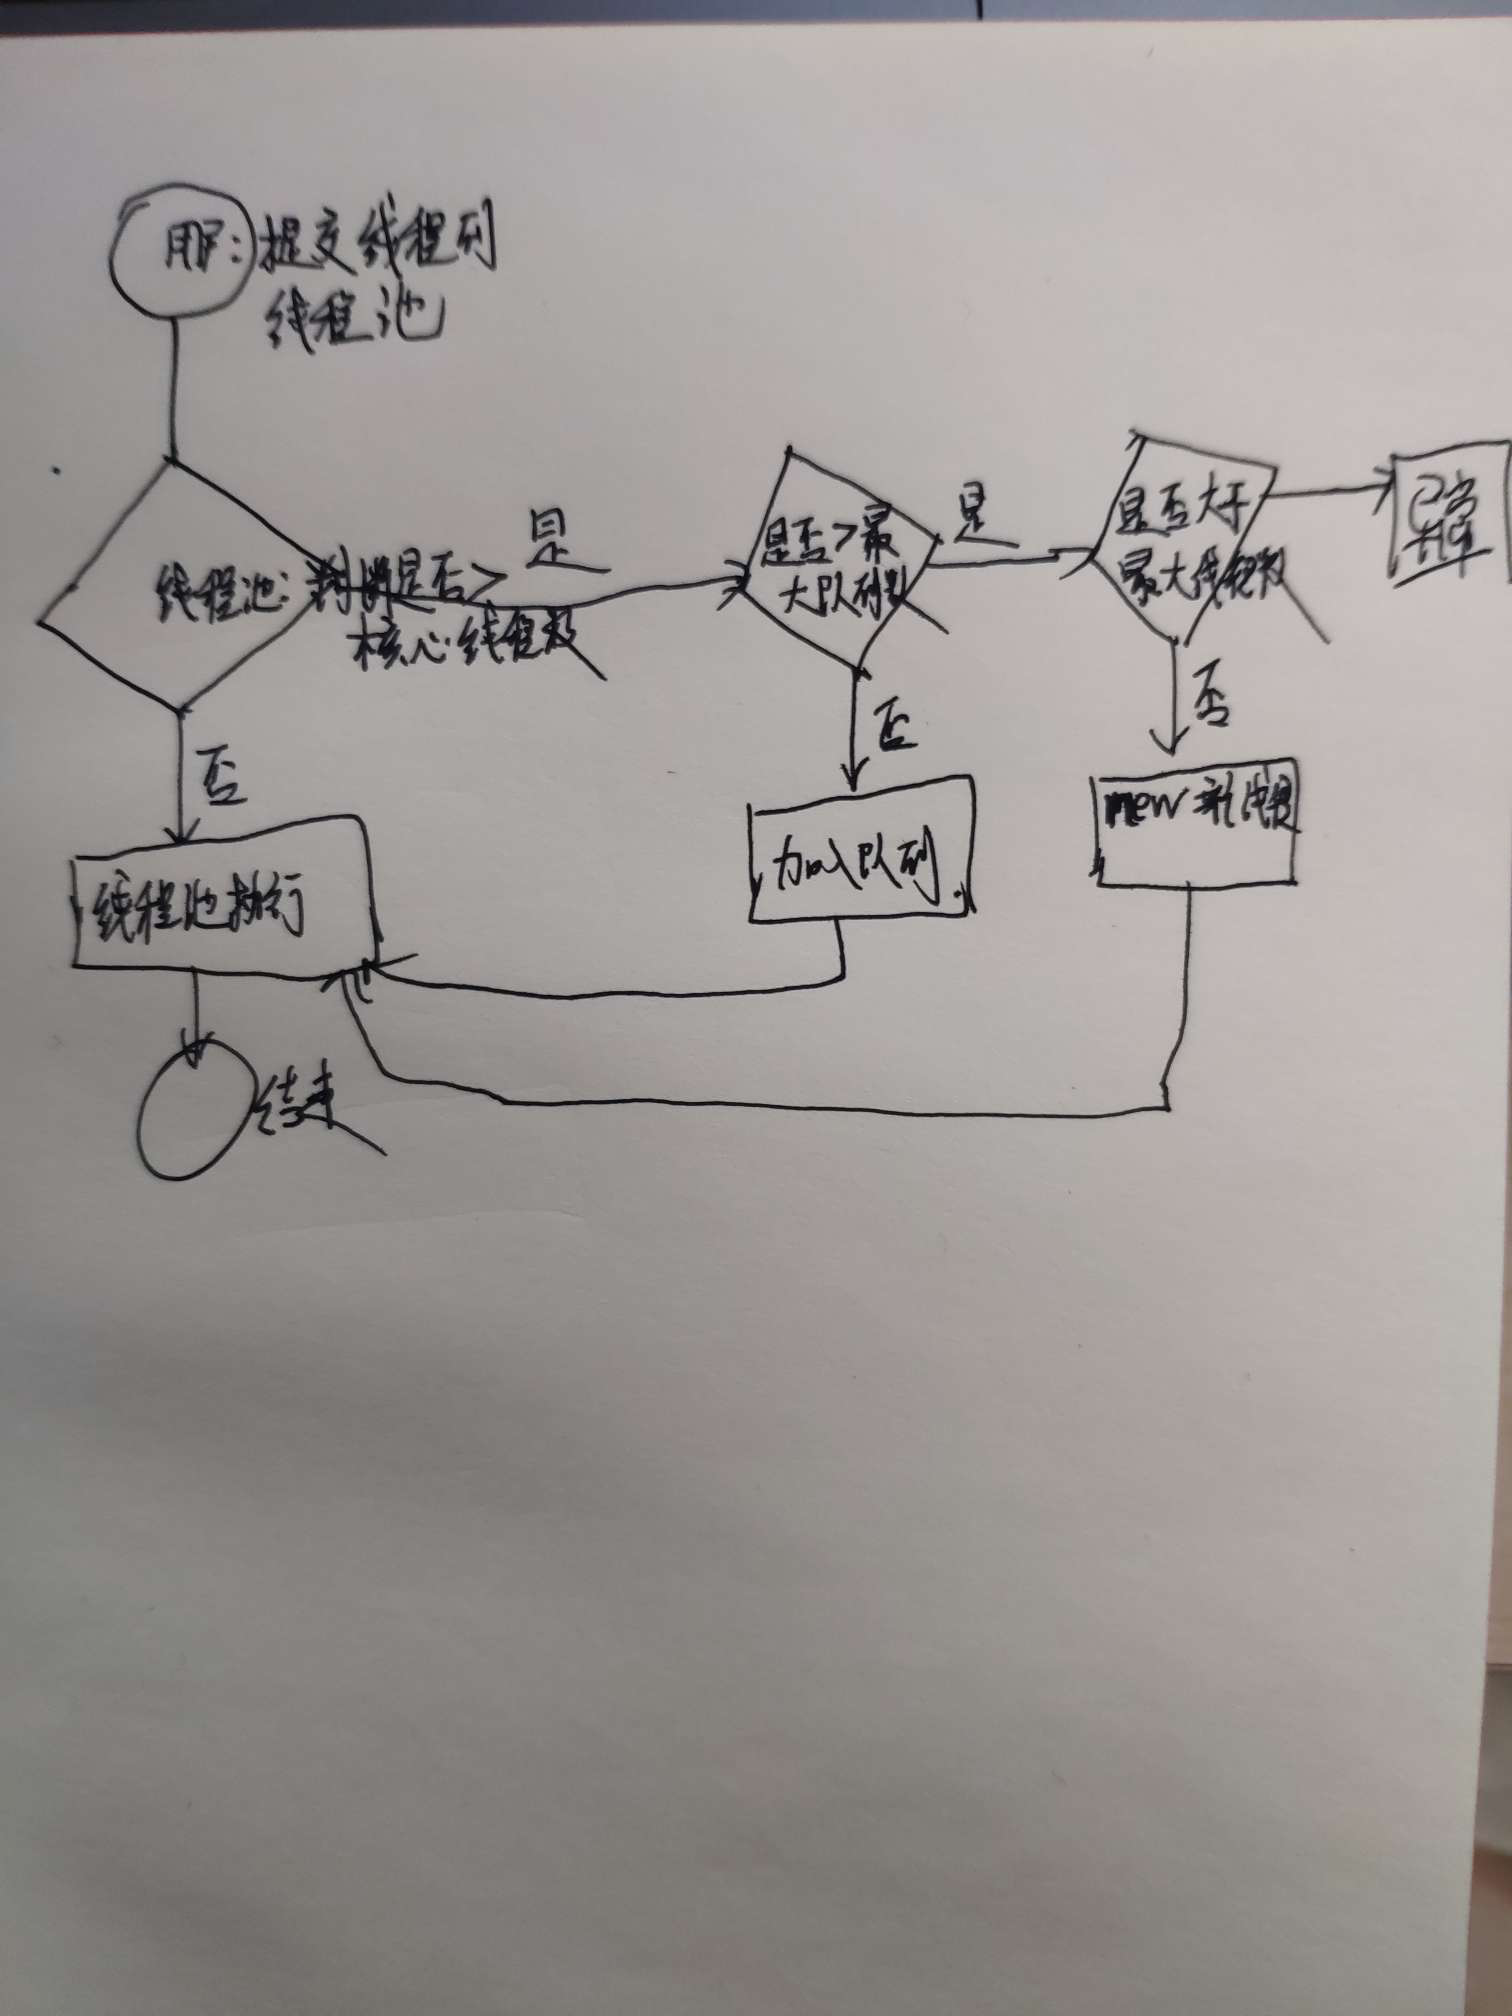 用户:提交线程到
线程池
线程池:判断是否>
核心线程数
是
是否>最
大队列数
是
是否大于
最大线程数
否
线程池执行
否
加入队列
否
new新线程
结束